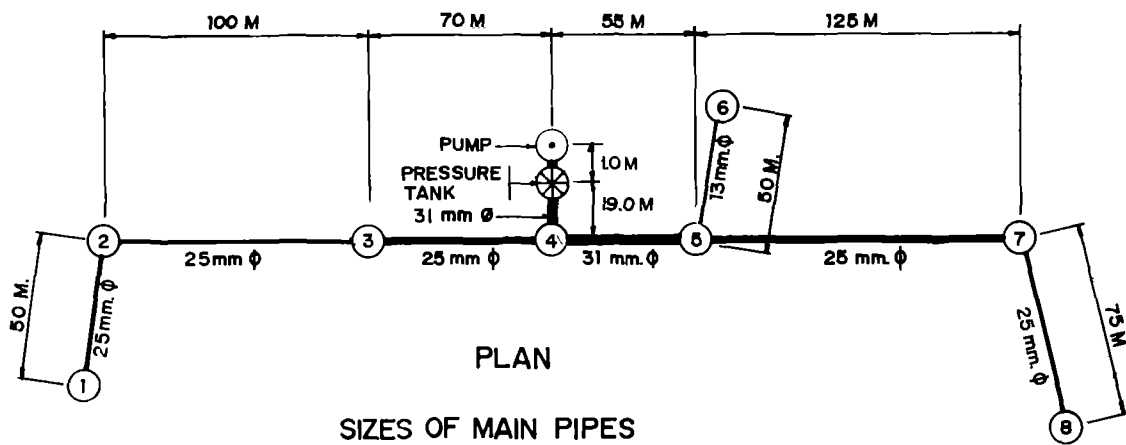 100 M
70 M
55 M
125 M
6
PUMP
1.0 M
PRESSURE
TANK
19.0 M
31 mm Ø
13 mm. ϕ
50 M.
2
3
4
5
7
25mm ϕ
25 mm ϕ
31 mm. ϕ
25 mm. ϕ
50 M.
25mm. ϕ
25 mm. ϕ
75 M
1
8
PLAN
SIZES OF MAIN PIPES